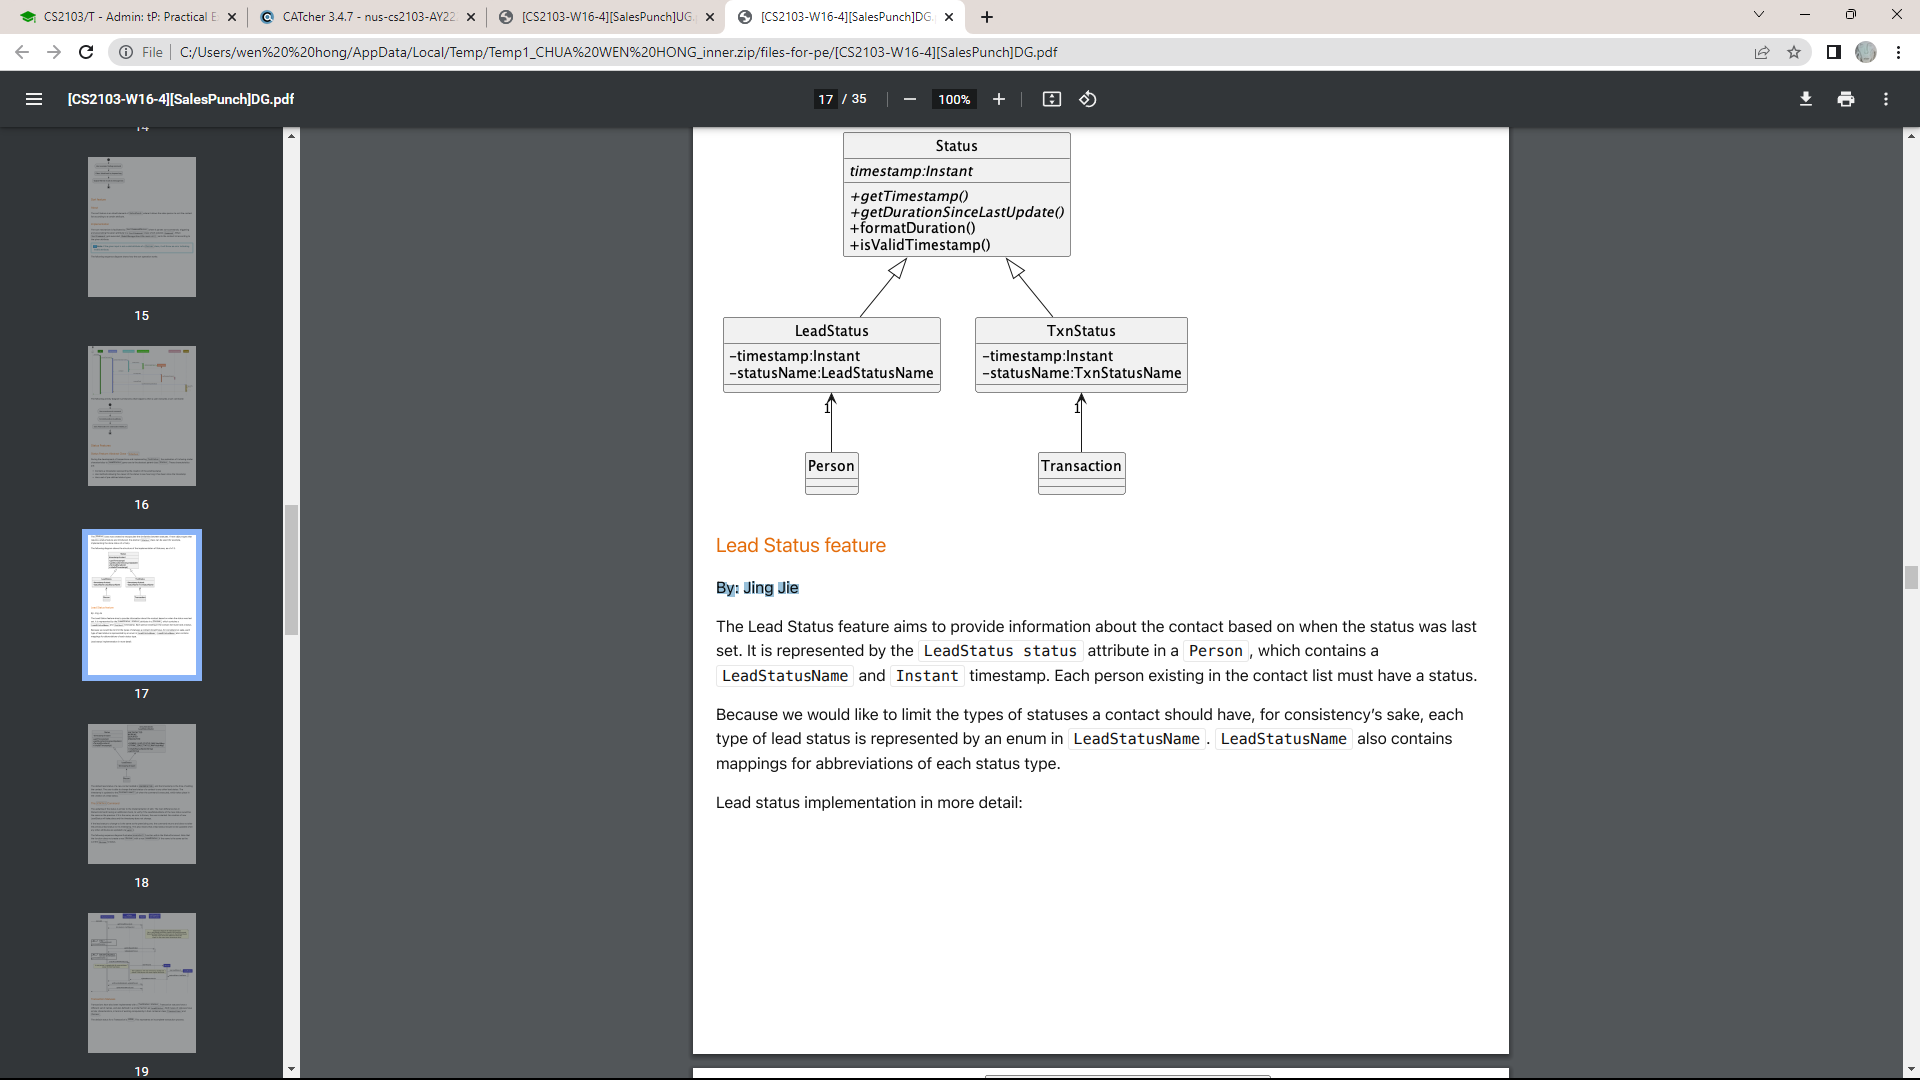 CS2103/T - Admin: tP: Practical E
CATcher 3.4.7 - nus-cs2103-AY22
[CS2103-W16-4][SalesPunch]UG.
[CS2103-W16-4][SalesPunch]DG.
File
C:/Users/wen%20%20hong/AppData/Local/Temp/Temp1_CHUA%20WEN%20HONG_inner.zip/files-for-pe/[CS2103-W16-4][SalesPunch]DG.pdf
[CS2103-W16-4][SalesPunch]DG.pdf
17 / 35
100%
14
15
16
17
18
19
Status
timestamp:Instant
+getTimestamp()
+getDurationSinceLastUpdate()
+formatDuration()
+isValidTimestamp()
LeadStatus
-timestamp:Instant
-statusName:LeadStatusName
TxnStatus
-timestamp:Instant
-statusName:TxnStatusName
1
1
Person
Transaction
Lead Status feature
By: Jing Jie
The Lead Status feature aims to provide information about the contact based on when the status was last
set. It is represented by the LeadStatus status attribute in a Person , which contains a
LeadStatusName and Instant timestamp. Each person existing in the contact list must have a status.
Because we would like to limit the types of statuses a contact should have, for consistency's sake, each
type of lead status is represented by an enum in LeadStatusName . LeadStatusName also contains
mappings for abbreviations of each status type.
Lead status implementation in more detail: